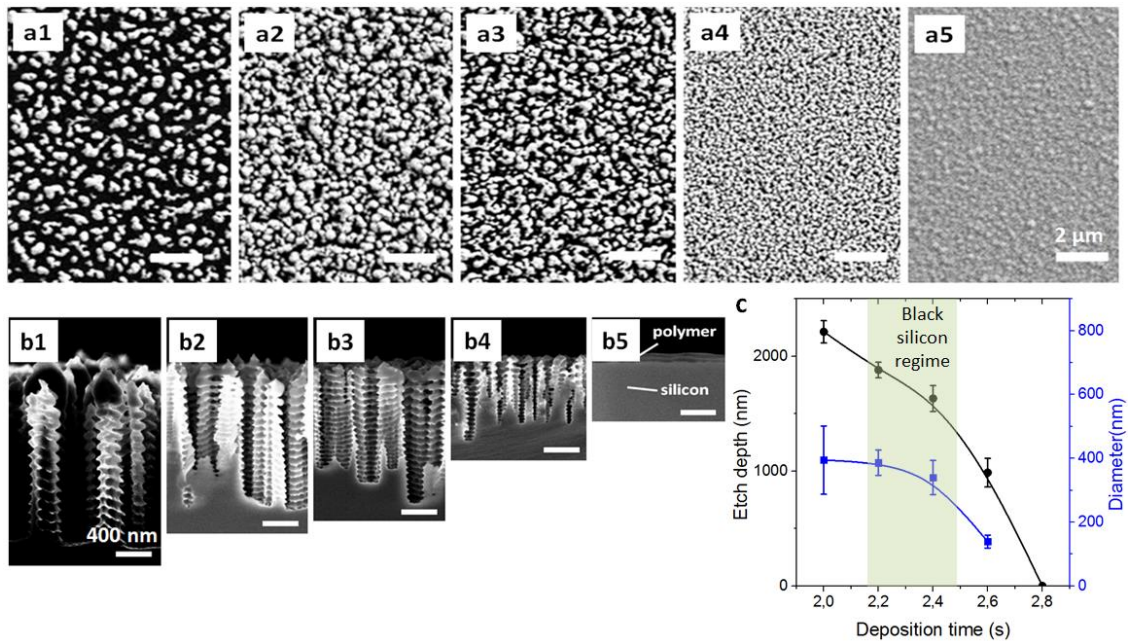 a1
a2
a3
a4
a5
2 µm
b1
b2
b3
b4
b5
polymer
silicon
400 nm
c
Black
silicon
regime
Etch depth (nm)
2000
1000
0
800
600
400
200
0
Diameter(nm)
2,0
2,2
2,4
2,6
2,8
Deposition time (s)